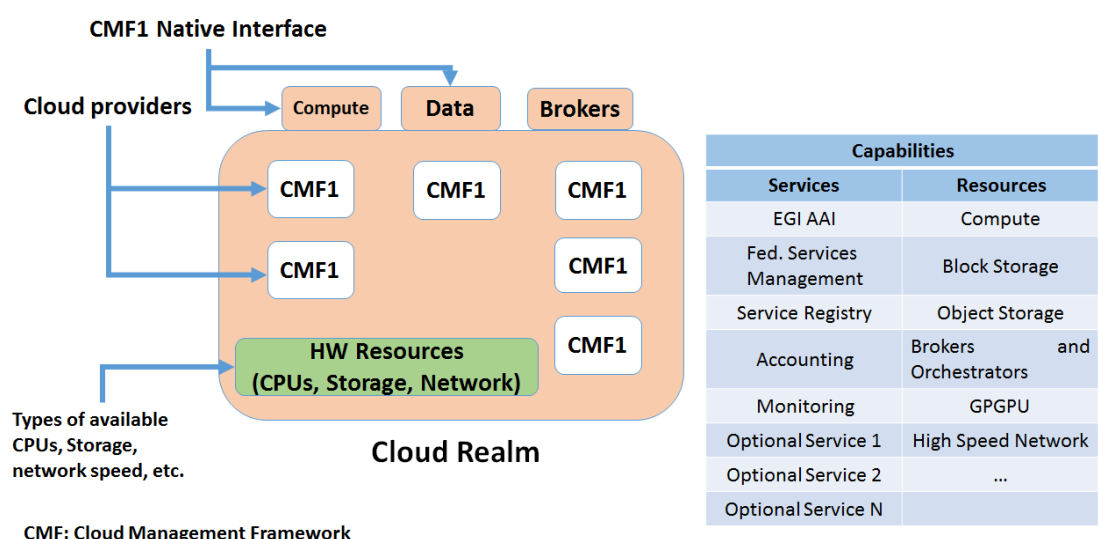 CMF1 Native Interface
Cloud providers
Compute
Data
Brokers
CMF1
CMF1
CMF1
CMF1
CMF1
CMF1
HW Resources
(CPUs, Storage, Network)
Types of available
CPUs, Storage,
network speed, etc.
Cloud Realm
CMF: Cloud Management Framework
Capabilities
Services Resources
EGI AAI Compute
Fed. Services
Management Block Storage
Service Registry Object Storage
Accounting Brokers and
Orchestrators
Monitoring GPGPU
Optional Service 1 High Speed Network
Optional Service 2 ...
Optional Service N